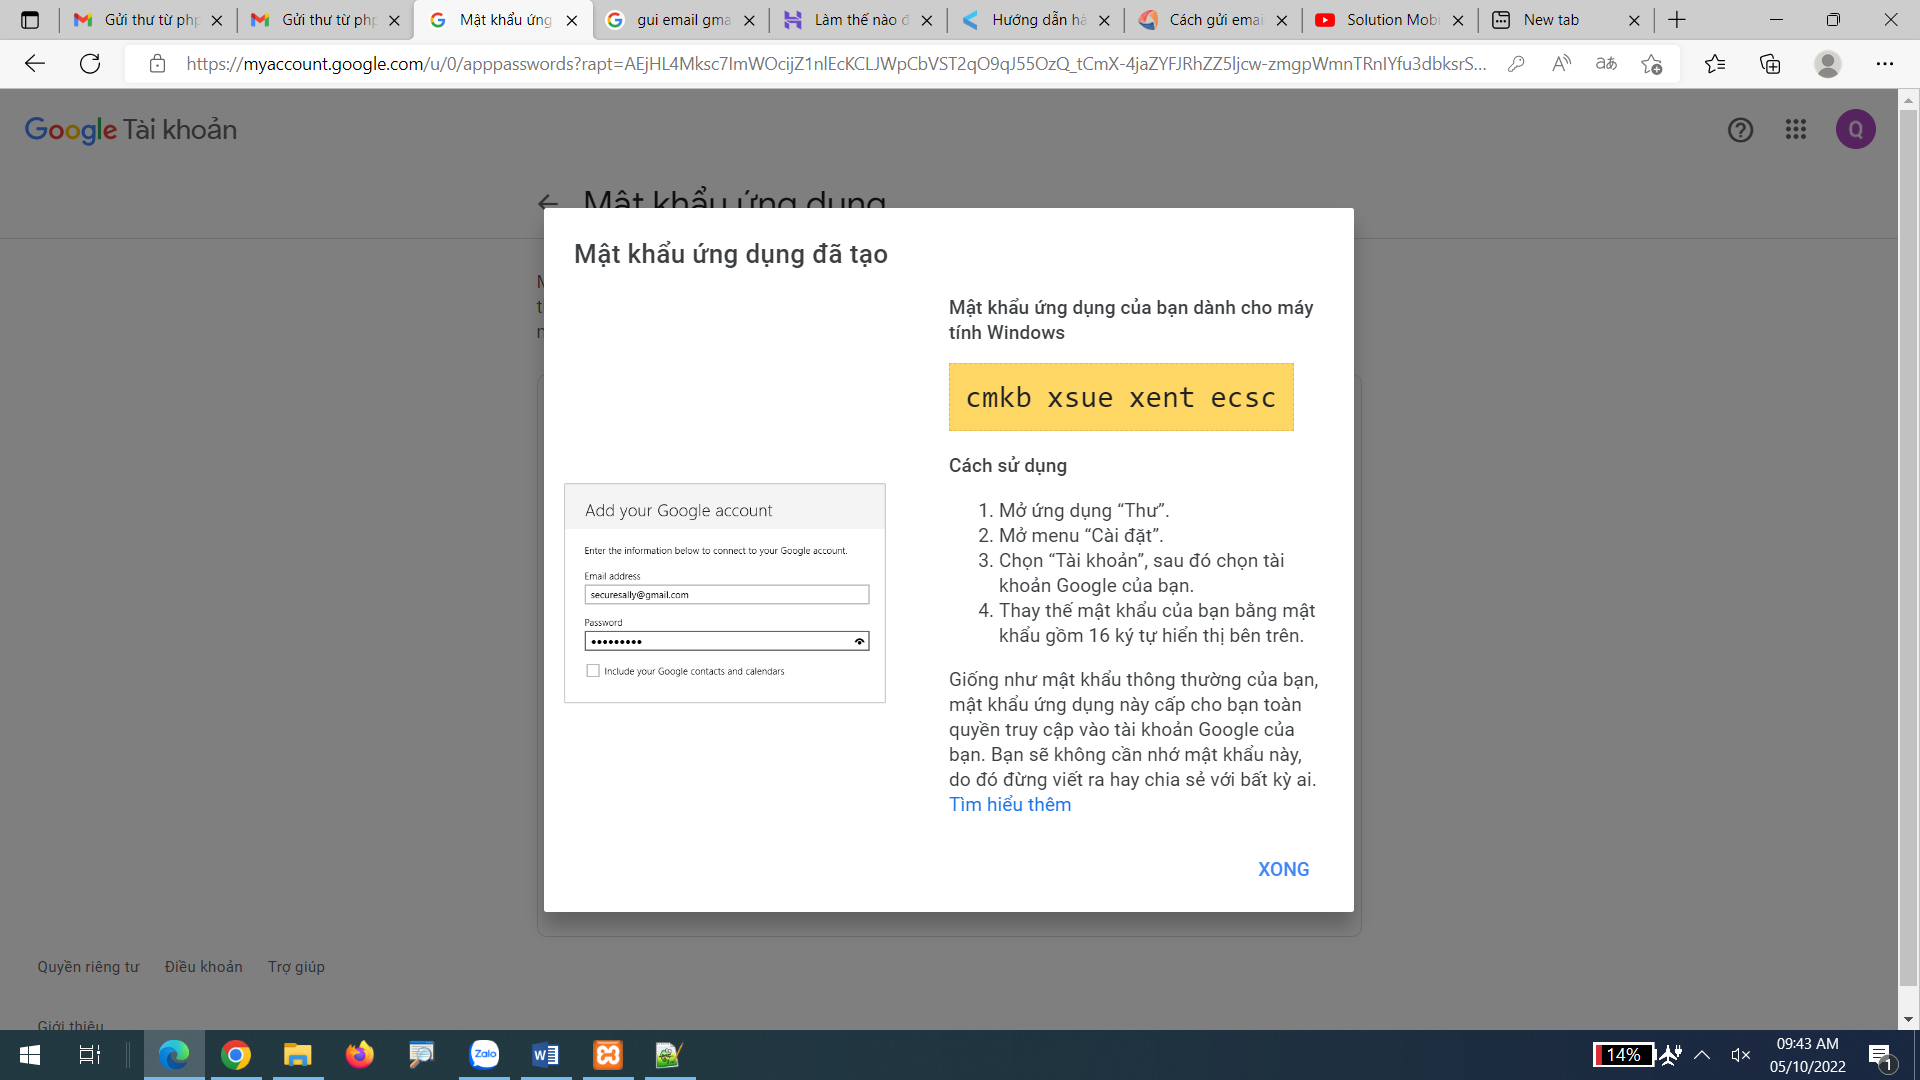 Gửi thư từ php
Gửi thư từ php
Mật khẩu ứng
gui email gma
Làm thế nào đ
Hướng dẫn hà
Cách gửi emai
Solution Mobi
New tab
Google Tài khoản
Q
Mật khẩu ứng dụng
Mật khẩu ứng dụng đã tạo
Mật khẩu ứng dụng của bạn dành cho máy
tính Windows
cmkb xsue xent ecsc
Cách sử dụng
1. Mở ứng dụng “Thư”.
2. Mở menu “Cài đặt”.
3. Chọn “Tài khoản”, sau đó chọn tài
khoản Google của bạn.
4. Thay thế mật khẩu của bạn bằng mật
khẩu gồm 16 ký tự hiển thị bên trên.
Giống như mật khẩu thông thường của bạn,
mật khẩu ứng dụng này cấp cho bạn toàn
quyền truy cập vào tài khoản Google của
bạn. Bạn sẽ không cần nhớ mật khẩu này,
do đó đừng viết ra hay chia sẻ với bất kỳ ai.
Tìm hiểu thêm
XONG
Add your Google account
Enter the information below to connect to your Google account.
Email address
securesally@gmail.com
Password
Include your Google contacts and calendars
Quyền riêng tư Điều khoản Trợ giúp
Giới thiệu
Zalo
14%
09:43 AM
05/10/2022
1